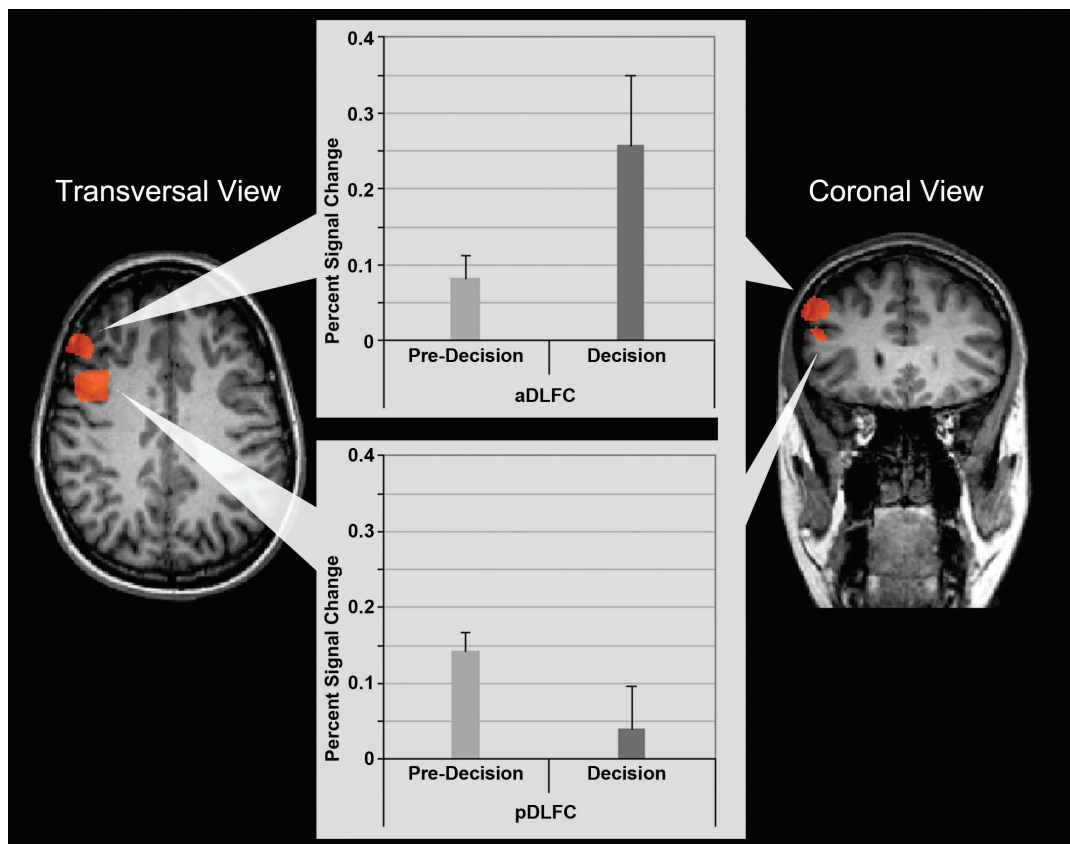 Transversal View
Coronal View
Percent Signal Change
0.4
0.3
0.2
0.1
0
Pre-Decision
Decision
aDLFC
Percent Signal Change
0.4
0.3
0.2
0.1
0
Pre-Decision
Decision
pDLFC